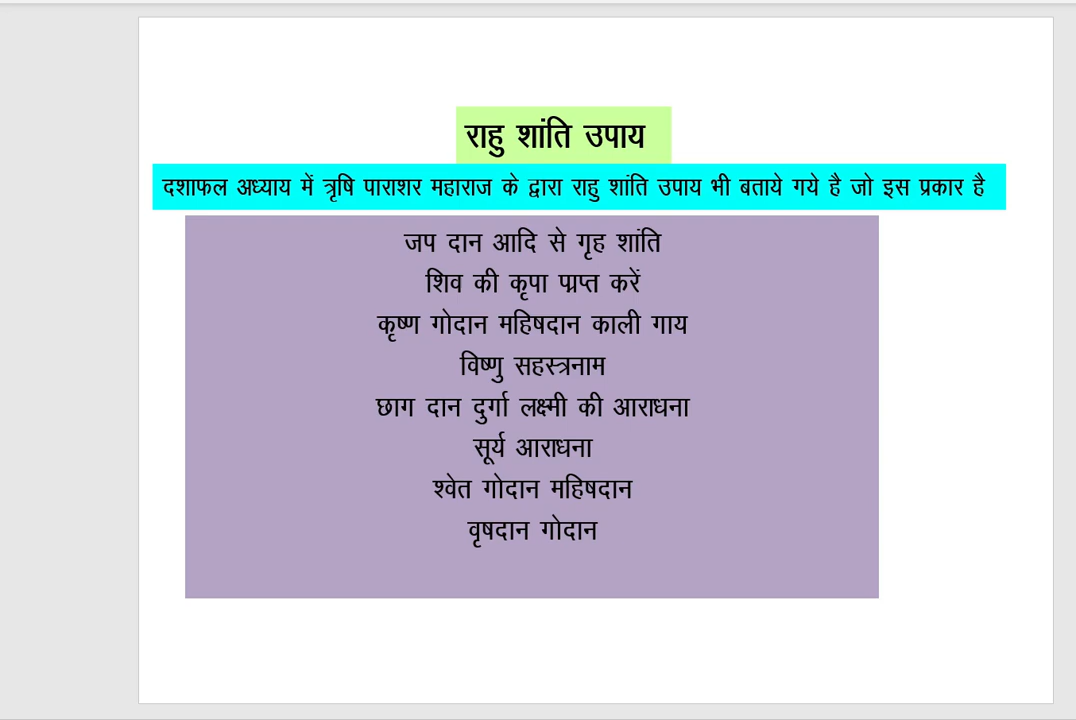 राहु शांति उपाय
दशाफल अध्याय में त्रृषि पाराशर महाराज के द्वारा राहु शांति उपाय भी बताये गये है जो इस प्रकार है
जप दान आदि से गृह शांति
शिव की कृपा प्राप्त करें
कृष्ण गोदान महिषदान काली गाय
विष्णु सहस्त्रनाम
छाग दान दुर्गा लक्ष्मी की आराधना
सूर्य आराधना
श्वेत गोदान महिषदान
वृषदान गोदान